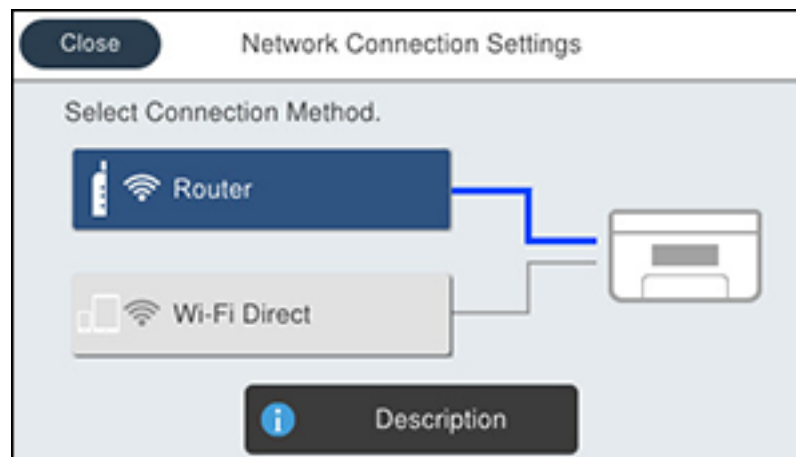 Close
Network Connection Settings
Select Connection Method.
Router
Wi-Fi Direct
Description